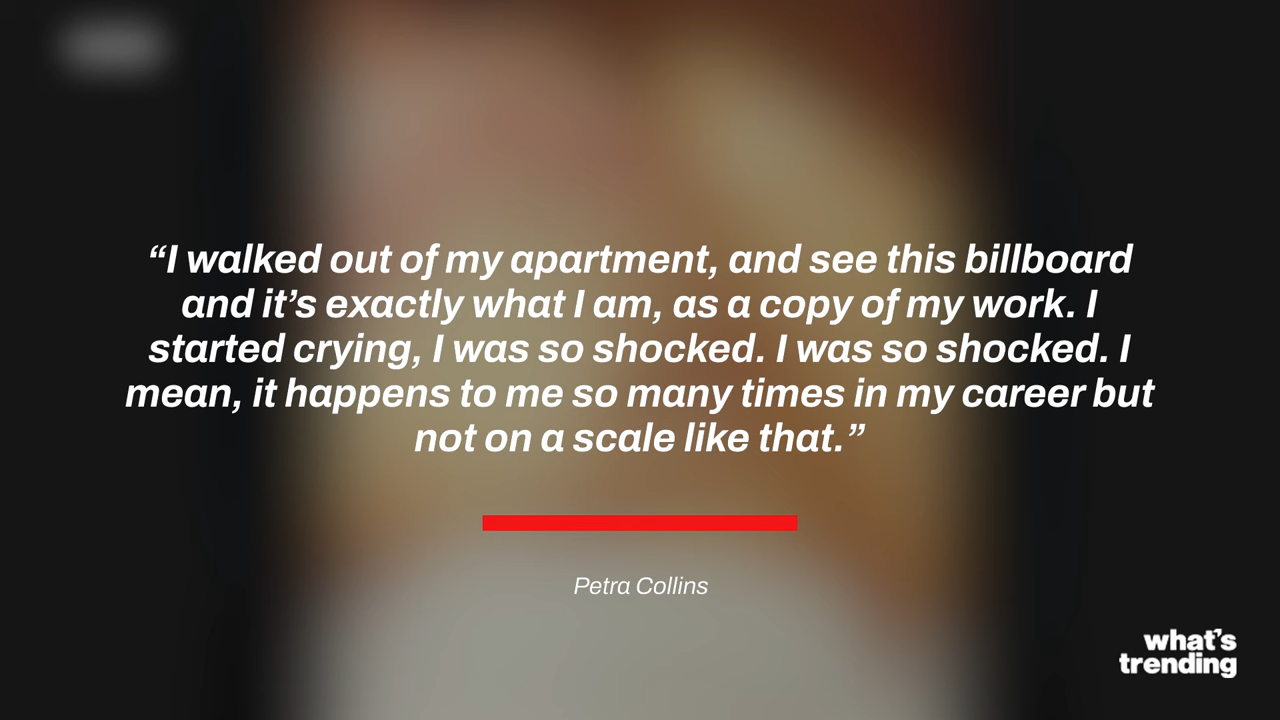 “I walked out of my apartment, and see this billboard
and it’s exactly what I am, as a copy of my work. I
started crying, I was so shocked. I was so shocked. I
mean, it happens to me so many times in my career but
not on a scale like that.”
Petra Collins
what’s
trending